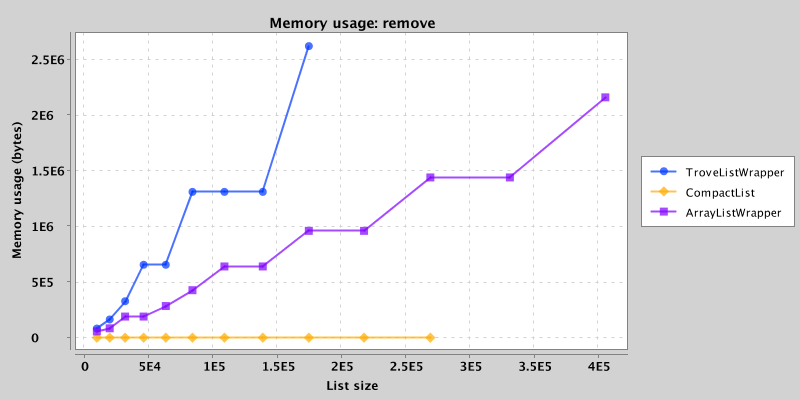 Memory usage: remove
Memory usage (bytes)
2.5E6
2E6
1.5E6
1E6
5E5
0
0 5E4 1E5 1.5E5 2E5 2.5E5 3E5 3.5E5 4E5
List size
TroveListWrapper
CompactList
ArrayListWrapper